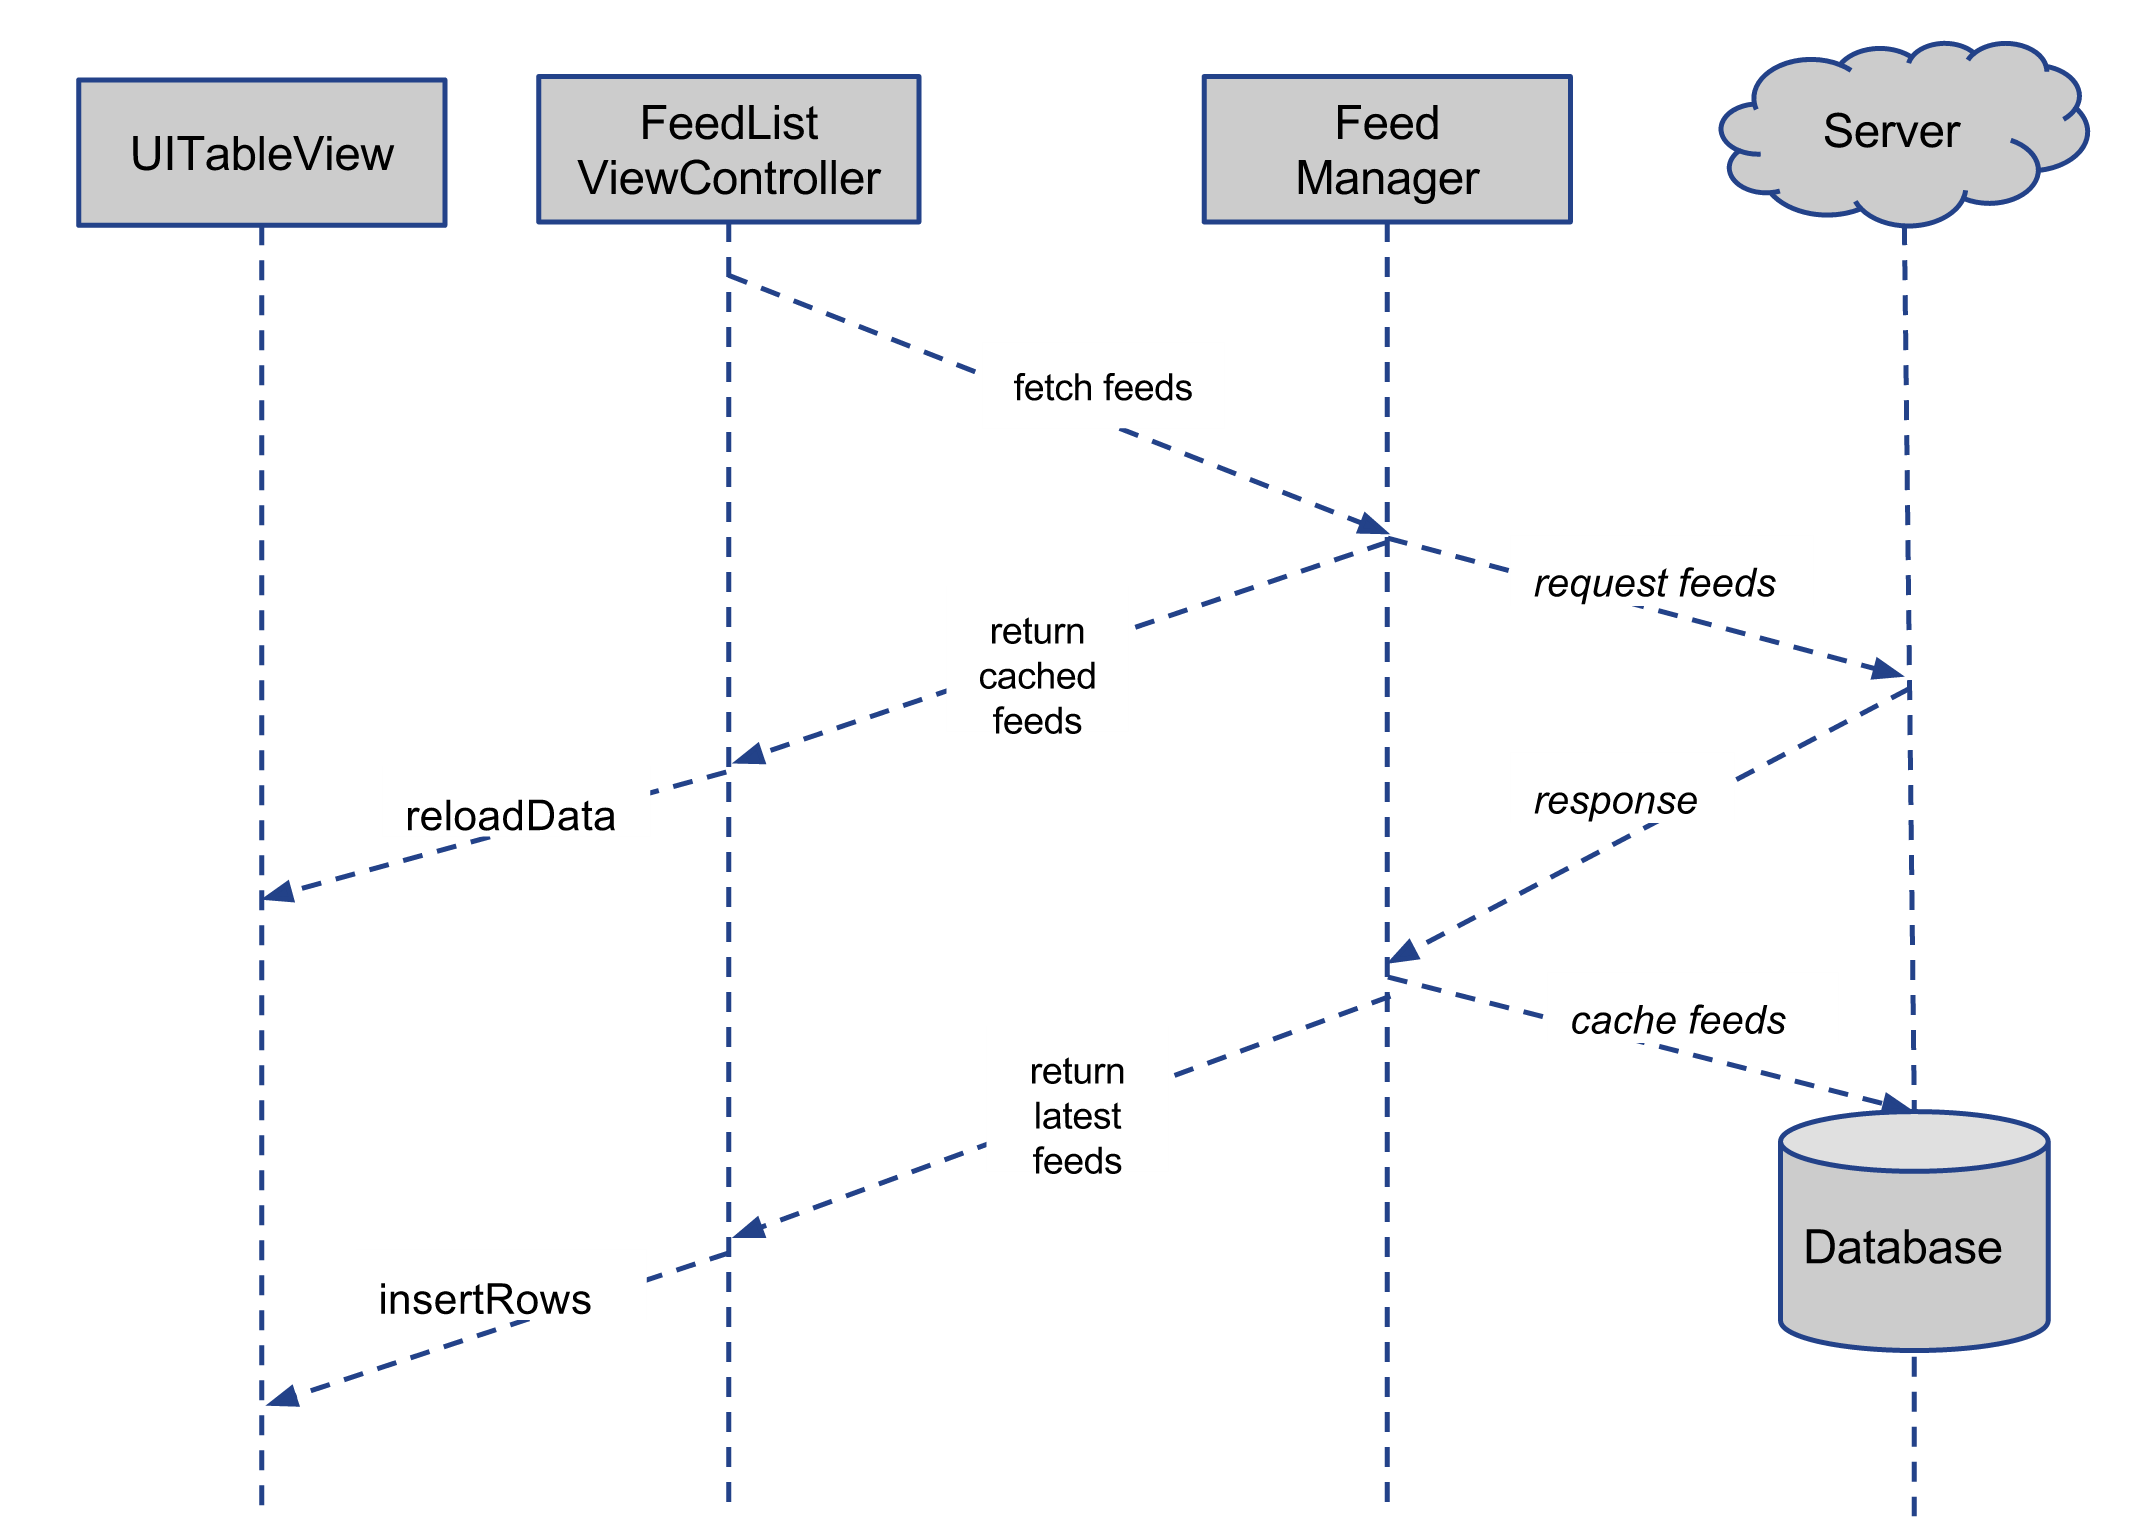 UITableView
FeedList
ViewController
Feed
Manager
Server
fetch feeds
request feeds
return
cached
feeds
reloadData
response
cache feeds
return
latest
feeds
Database
insertRows